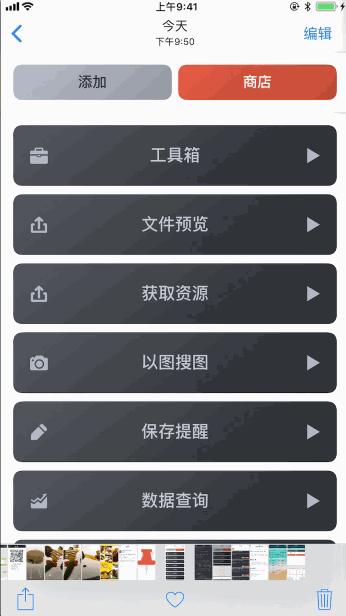 上午9:41
今天
下午9:50
编辑
添加
商店
工具箱
文件预览
获取资源
以图搜图
保存提醒
数据查询